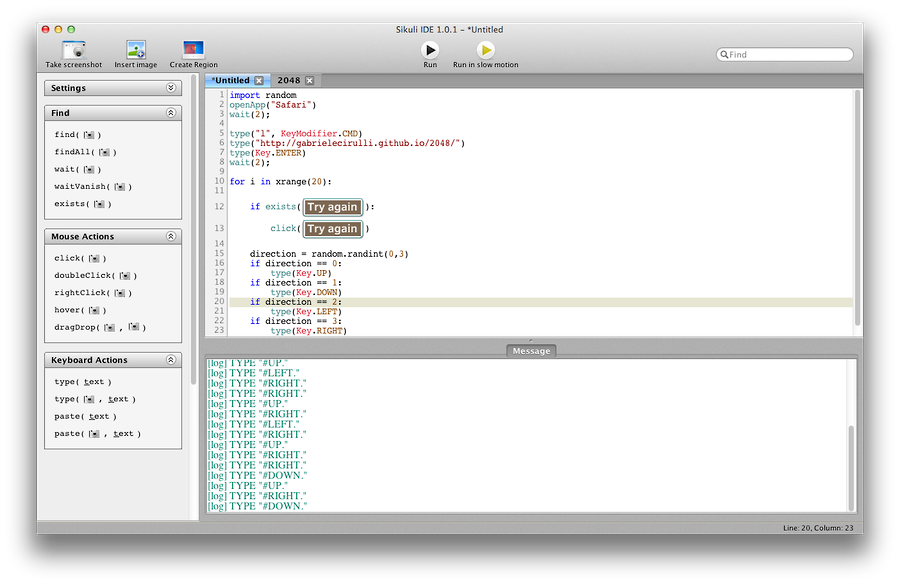 Sikuli IDE 1.0.1 - *Untitled
Take screenshot Insert image Create Region Run Run in slow motion Find
Settings
Find
find( )
findAll( )
wait( )
waitVanish( )
exists( )
Mouse Actions
click( )
doubleClick( )
rightClick( )
hover( )
dragDrop( , )
Keyboard Actions
type( text )
type( , text )
paste( text )
paste( , text )
*Untitled 2048
1 import random
2 openApp("Safari")
3 wait(2);
4
5 type("l", KeyModifier.CMD)
6 type("http://gabrielecirulli.github.io/2048/")
7 type(Key.ENTER)
8 wait(2);
9
10 for i in xrange(20):
11
12 if exists( Try again ):
13 click( Try again )
14
15 direction = random.randint(0,3)
16 if direction == 0:
17 type(Key.UP)
18 if direction == 1:
19 type(Key.DOWN)
20 if direction == 2:
21 type(Key.LEFT)
22 if direction == 3:
23 type(Key.RIGHT)
Message
[log] TYPE "#UP."
[log] TYPE "#LEFT."
[log] TYPE "#RIGHT."
[log] TYPE "#RIGHT."
[log] TYPE "#UP."
[log] TYPE "#RIGHT."
[log] TYPE "#LEFT."
[log] TYPE "#RIGHT."
[log] TYPE "#UP."
[log] TYPE "#RIGHT."
[log] TYPE "#RIGHT."
[log] TYPE "#DOWN."
[log] TYPE "#UP."
[log] TYPE "#RIGHT."
[log] TYPE "#DOWN."
Line: 20, Column: 23